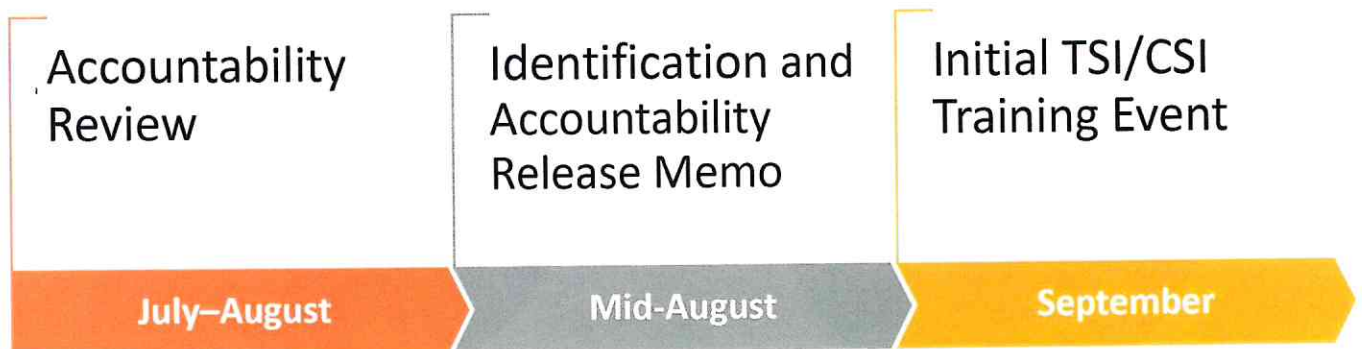 Accountability
Review
Identification and
Accountability
Release Memo
Initial TSI/CSI
Training Event
July–August
Mid-August
September